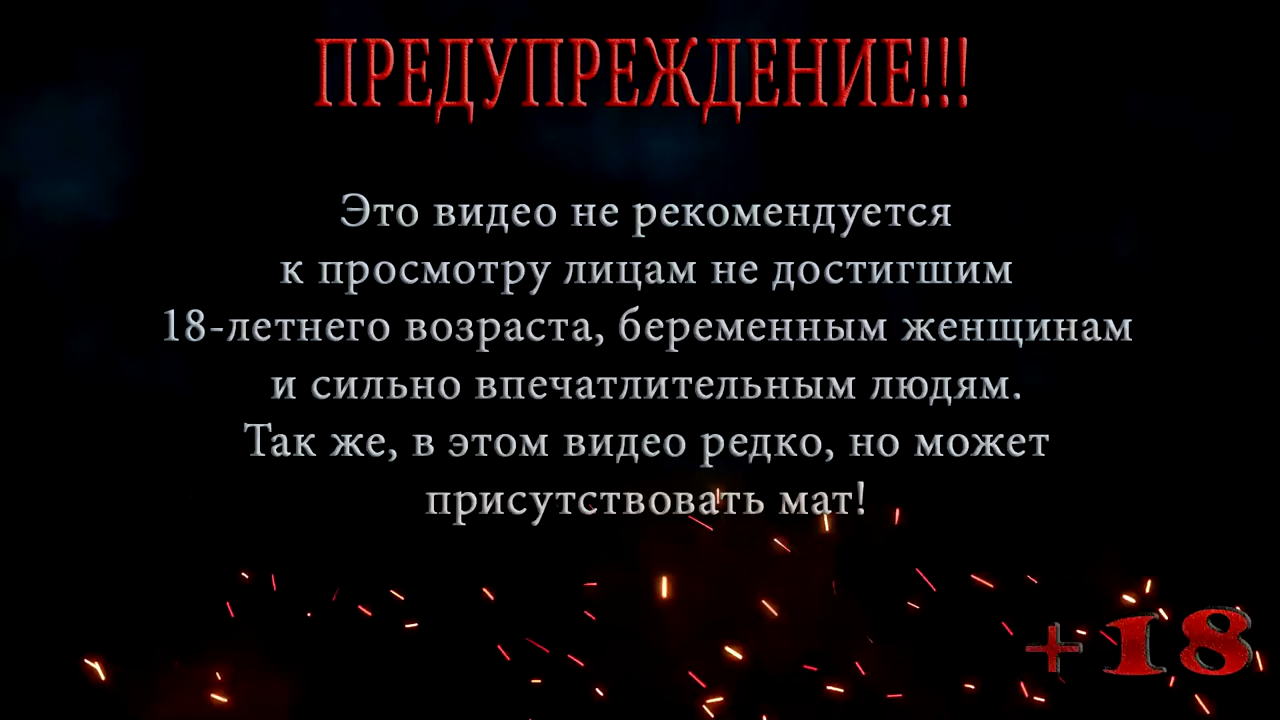 ПРЕДУПРЕЖДЕНИЕ!!!
Это видео не рекомендуется
к просмотру лицам не достигшим
18-летнего возраста, беременным женщинам
и сильно впечатлительным людям.
Так же, в этом видео редко, но может
присутствовать мат!
+18